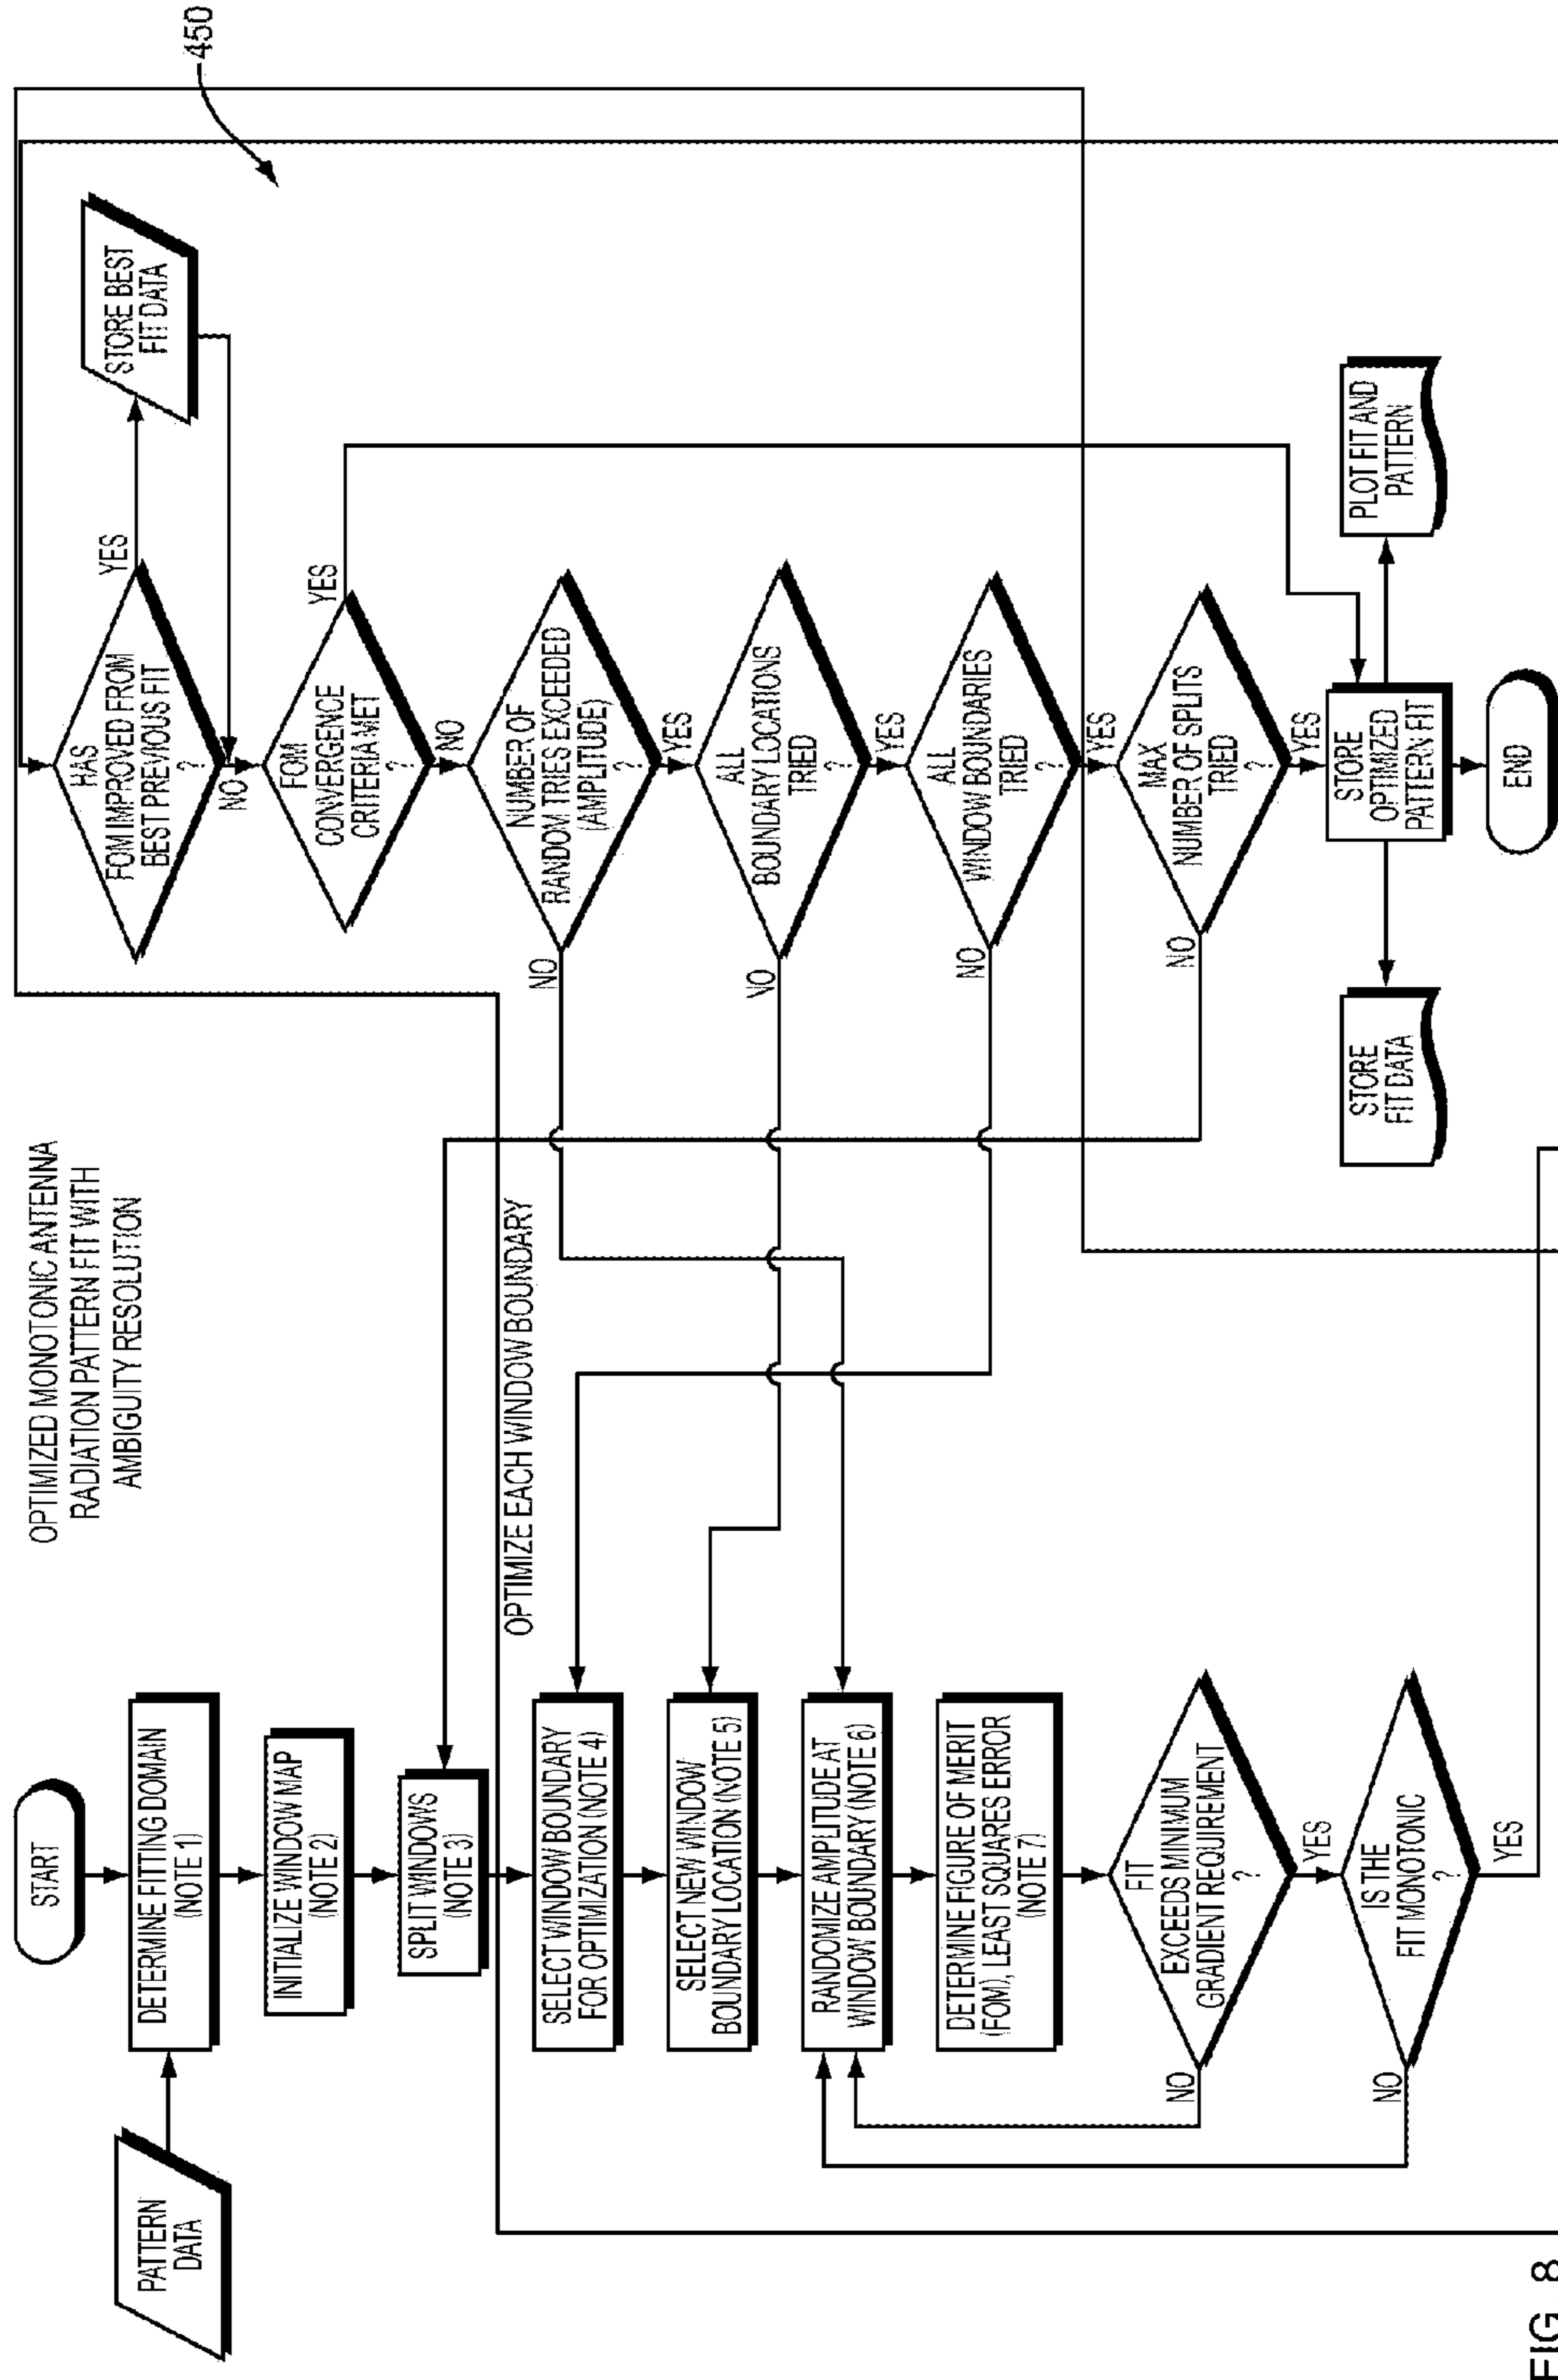 OPTIMIZED MONOTONIC ANTENNA
RADIATION PATTERN FIT WITH
AMBIGUITY RESOLUTION
450
START
PATTERN
DATA
DETERMINE FITTING DOMAIN
(NOTE 1)
INITIALIZE WINDOW MAP
(NOTE 2)
SPLIT WINDOWS
(NOTE 3)
OPTIMIZE EACH WINDOW BOUNDARY
SELECT WINDOW BOUNDARY
FOR OPTIMIZATION (NOTE 4)
SELECT NEW WINDOW
BOUNDARY LOCATION (NOTE 5)
RANDOMIZE AMPLITUDE AT
WINDOW BOUNDARY (NOTE 6)
DETERMINE FIGURE OF MERIT
(FOM), LEAST SQUARES ERROR
(NOTE 7)
FIT
EXCEEDS MINIMUM
GRADIENT REQUIREMENT
?
NO
YES
IS THE
FIT MONOTONIC
?
NO
YES
HAS
FOM IMPROVED FROM
BEST PREVIOUS FIT
?
YES
NO
STORE BEST
FIT DATA
FOM
CONVERGENCE
CRITERIA MET
?
YES
NO
NUMBER OF
RANDOM TRIES EXCEEDED
(AMPLITUDE)
?
NO
YES
ALL
BOUNDARY LOCATIONS
TRIED
?
NO
YES
ALL
WINDOW BOUNDARIES
TRIED
?
NO
YES
MAX
NUMBER OF SPLITS
TRIED
?
NO
YES
STORE
OPTIMIZED
PATTERN FIT
STORE
FIT DATA
PLOT FIT AND
PATTERN
END
FIG. 8